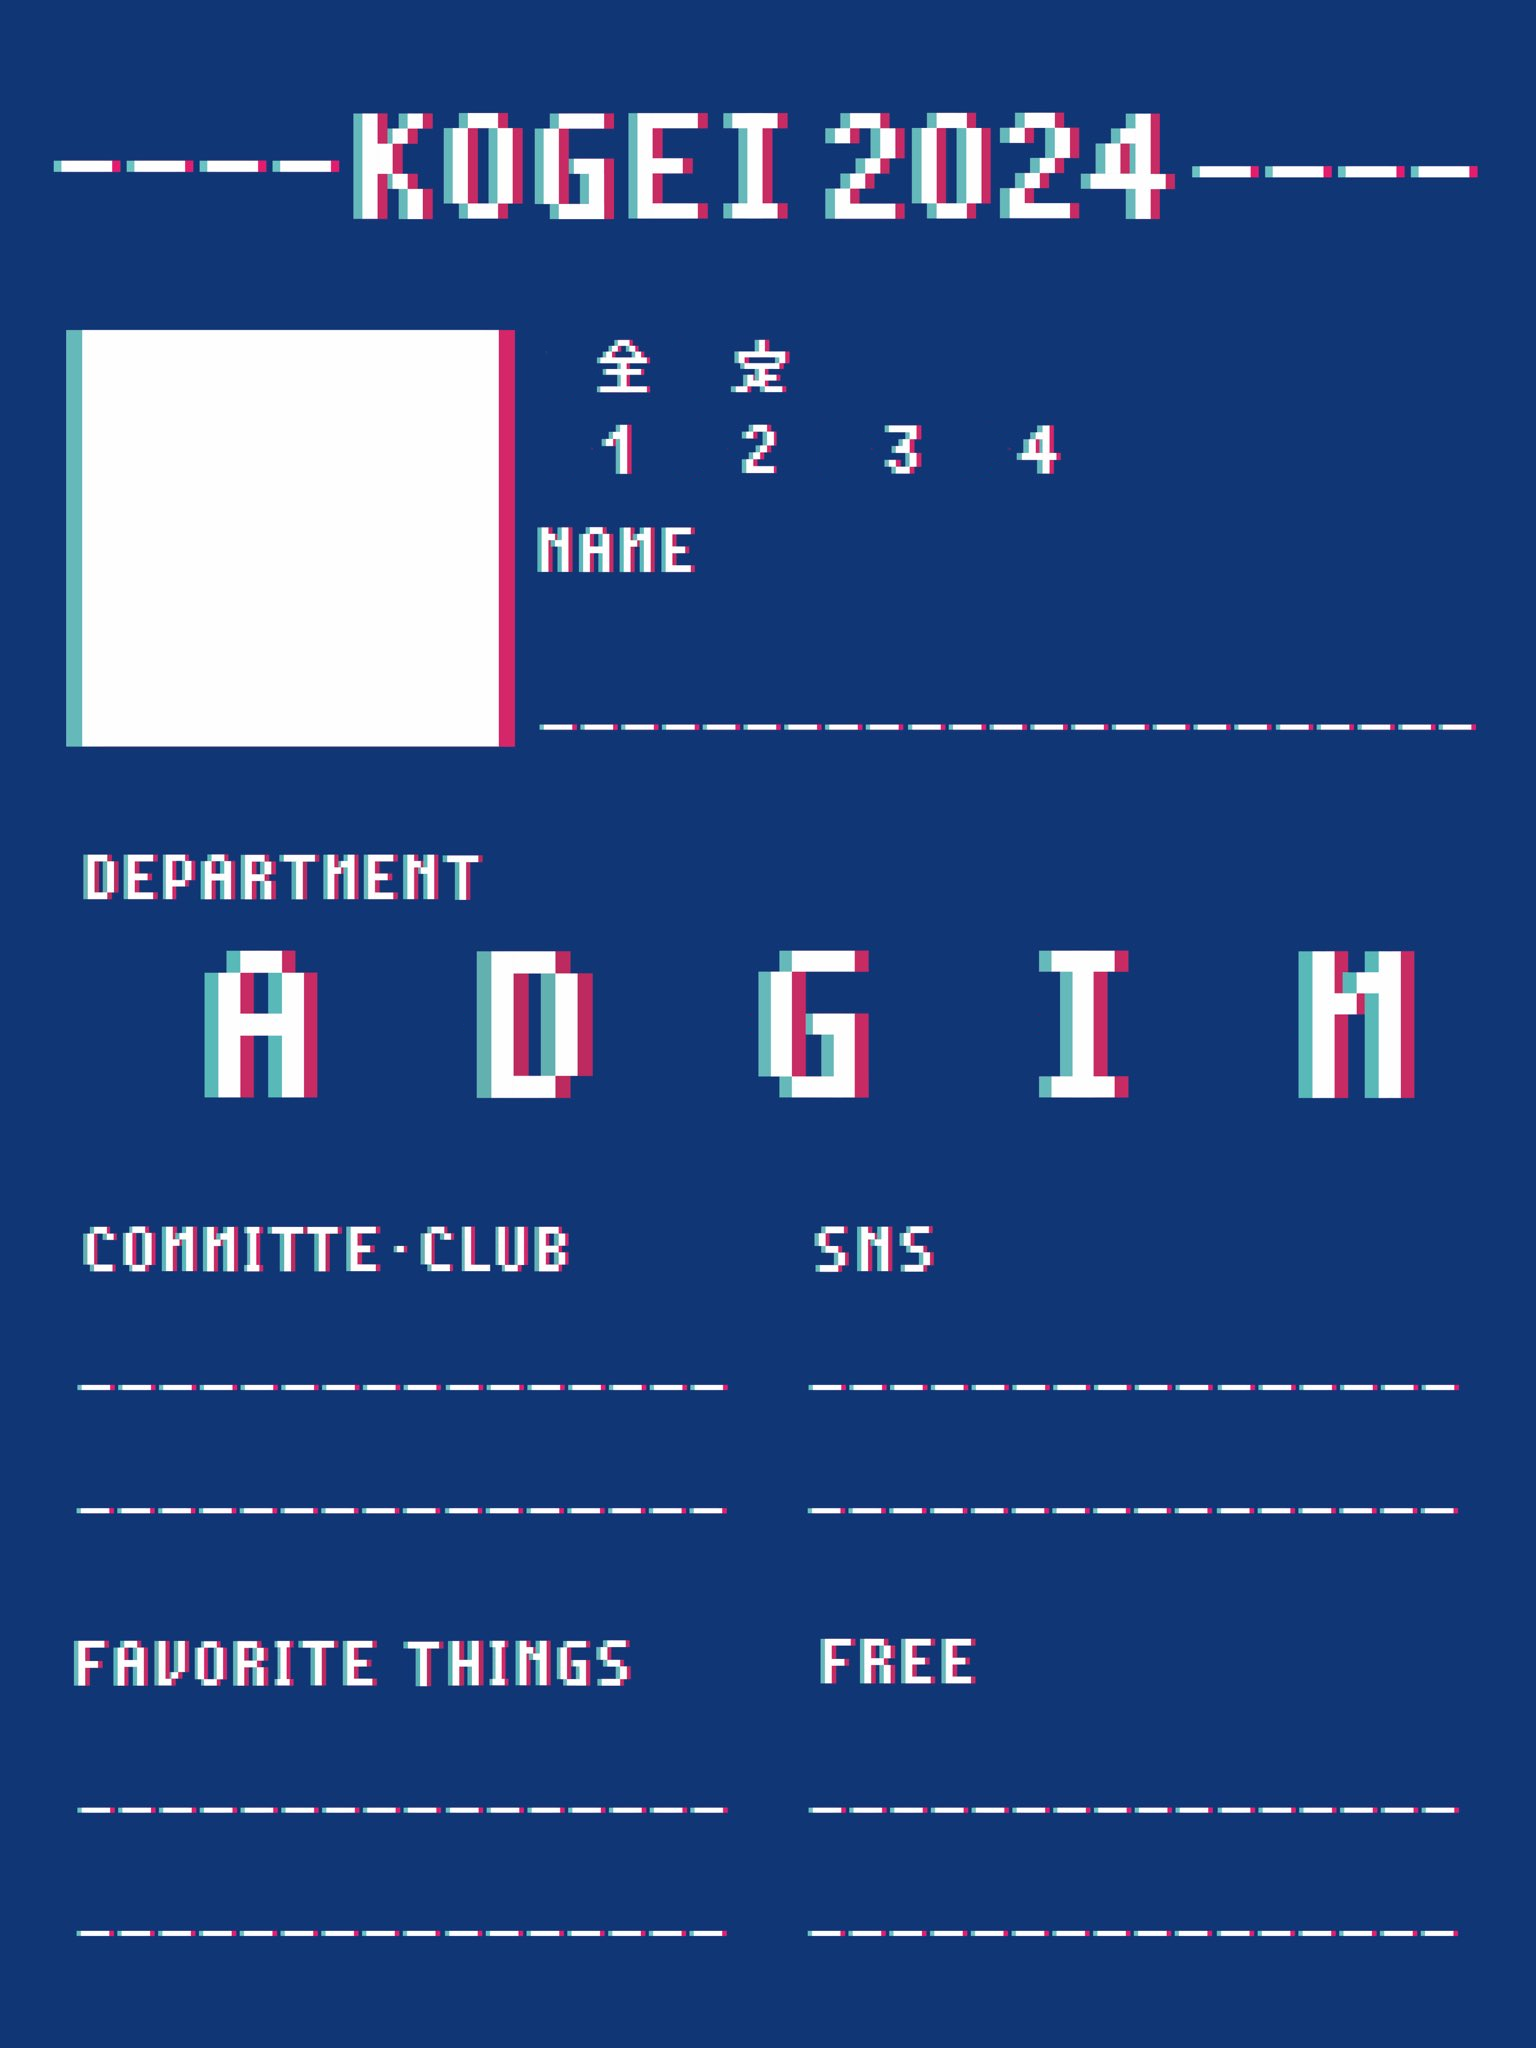 KOGEI 2024
全 定
1 2 3 4
NAME
DEPARTMENT
A D G I M
COMMITTE·CLUB
SNS
FAVORITE THINGS
FREE